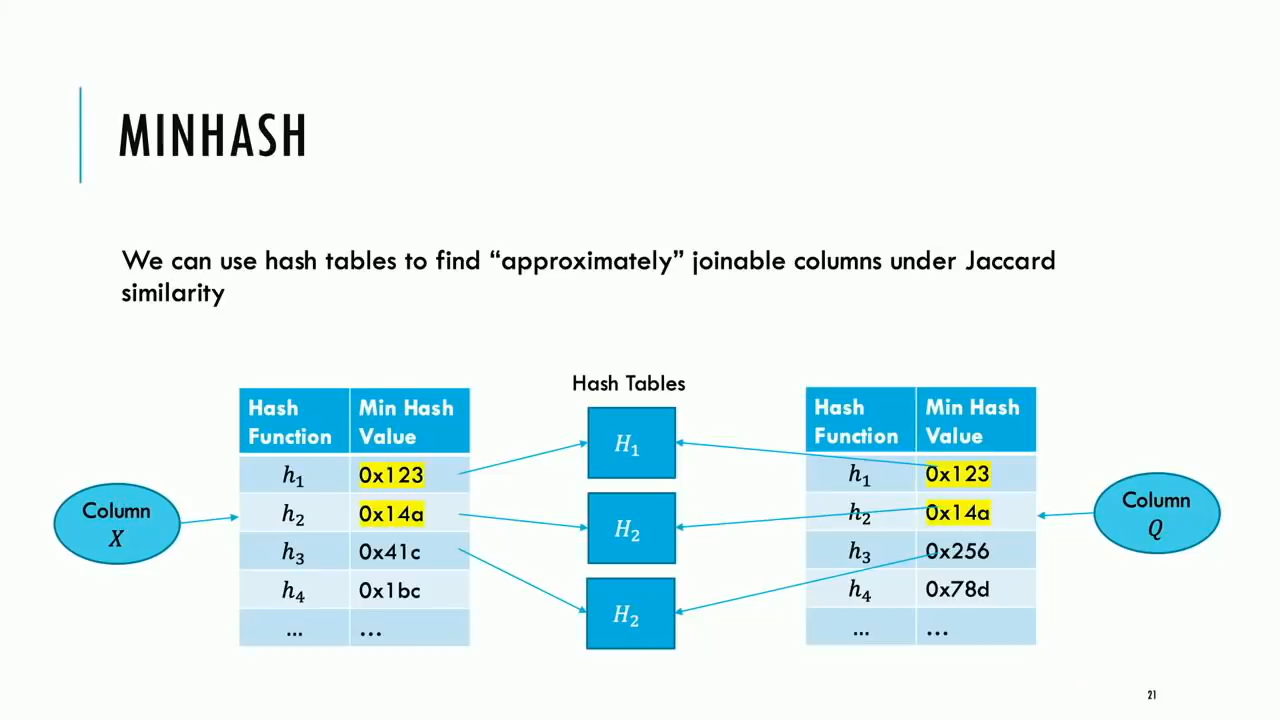 MINHASH
We can use hash tables to find “approximately” joinable columns under Jaccard
similarity
Hash Tables
Column
X
Hash
Function
Min Hash
Value
h₁ 0x123
h₂ 0x14a
h₃ 0x41c
h₄ 0x1bc
... ...
H₁
H₂
H₂
Hash
Function
Min Hash
Value
h₁ 0x123
h₂ 0x14a
h₃ 0x256
h₄ 0x78d
... ...
Column
Q
21